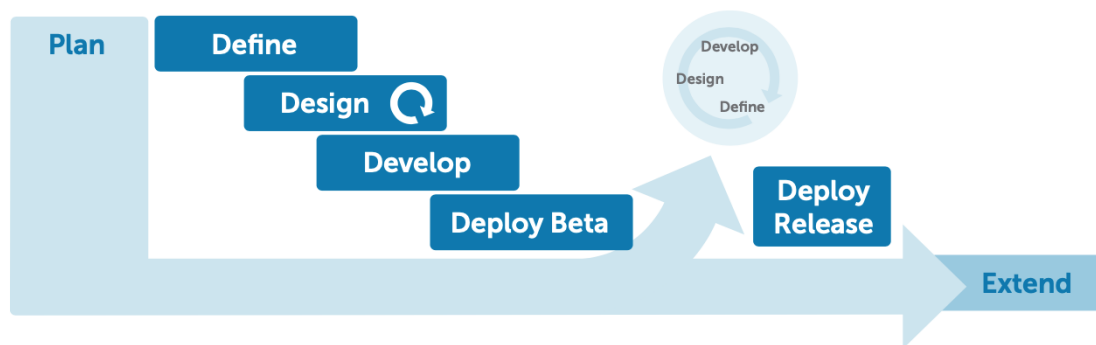 Plan
Define
Design
Develop
Deploy Beta
Develop
Design
Define
Deploy
Release
Extend